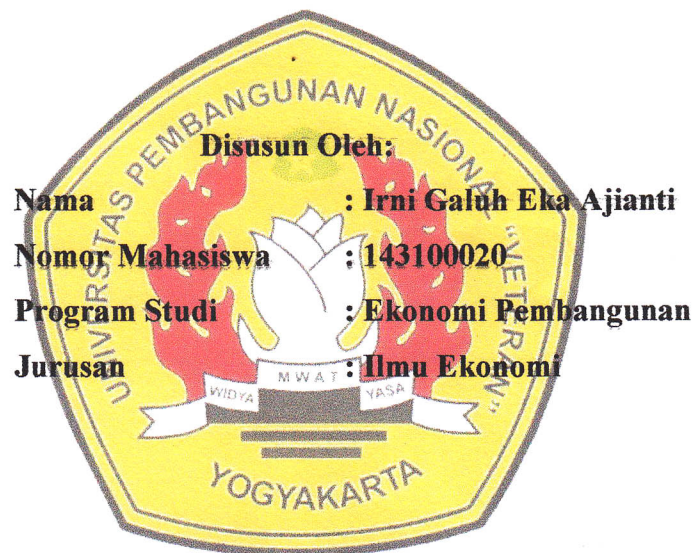 UNIVERSITAS PEMBANGUNAN NASIONAL "VETERAN"
Disusun Oleh:
Nama : Irni Galuh Eka Ajianti
Nomor Mahasiswa : 143100020
Program Studi : Ekonomi Pembangunan
Jurusan : Ilmu Ekonomi
WIDYA MWAT YASA
YOGYAKARTA